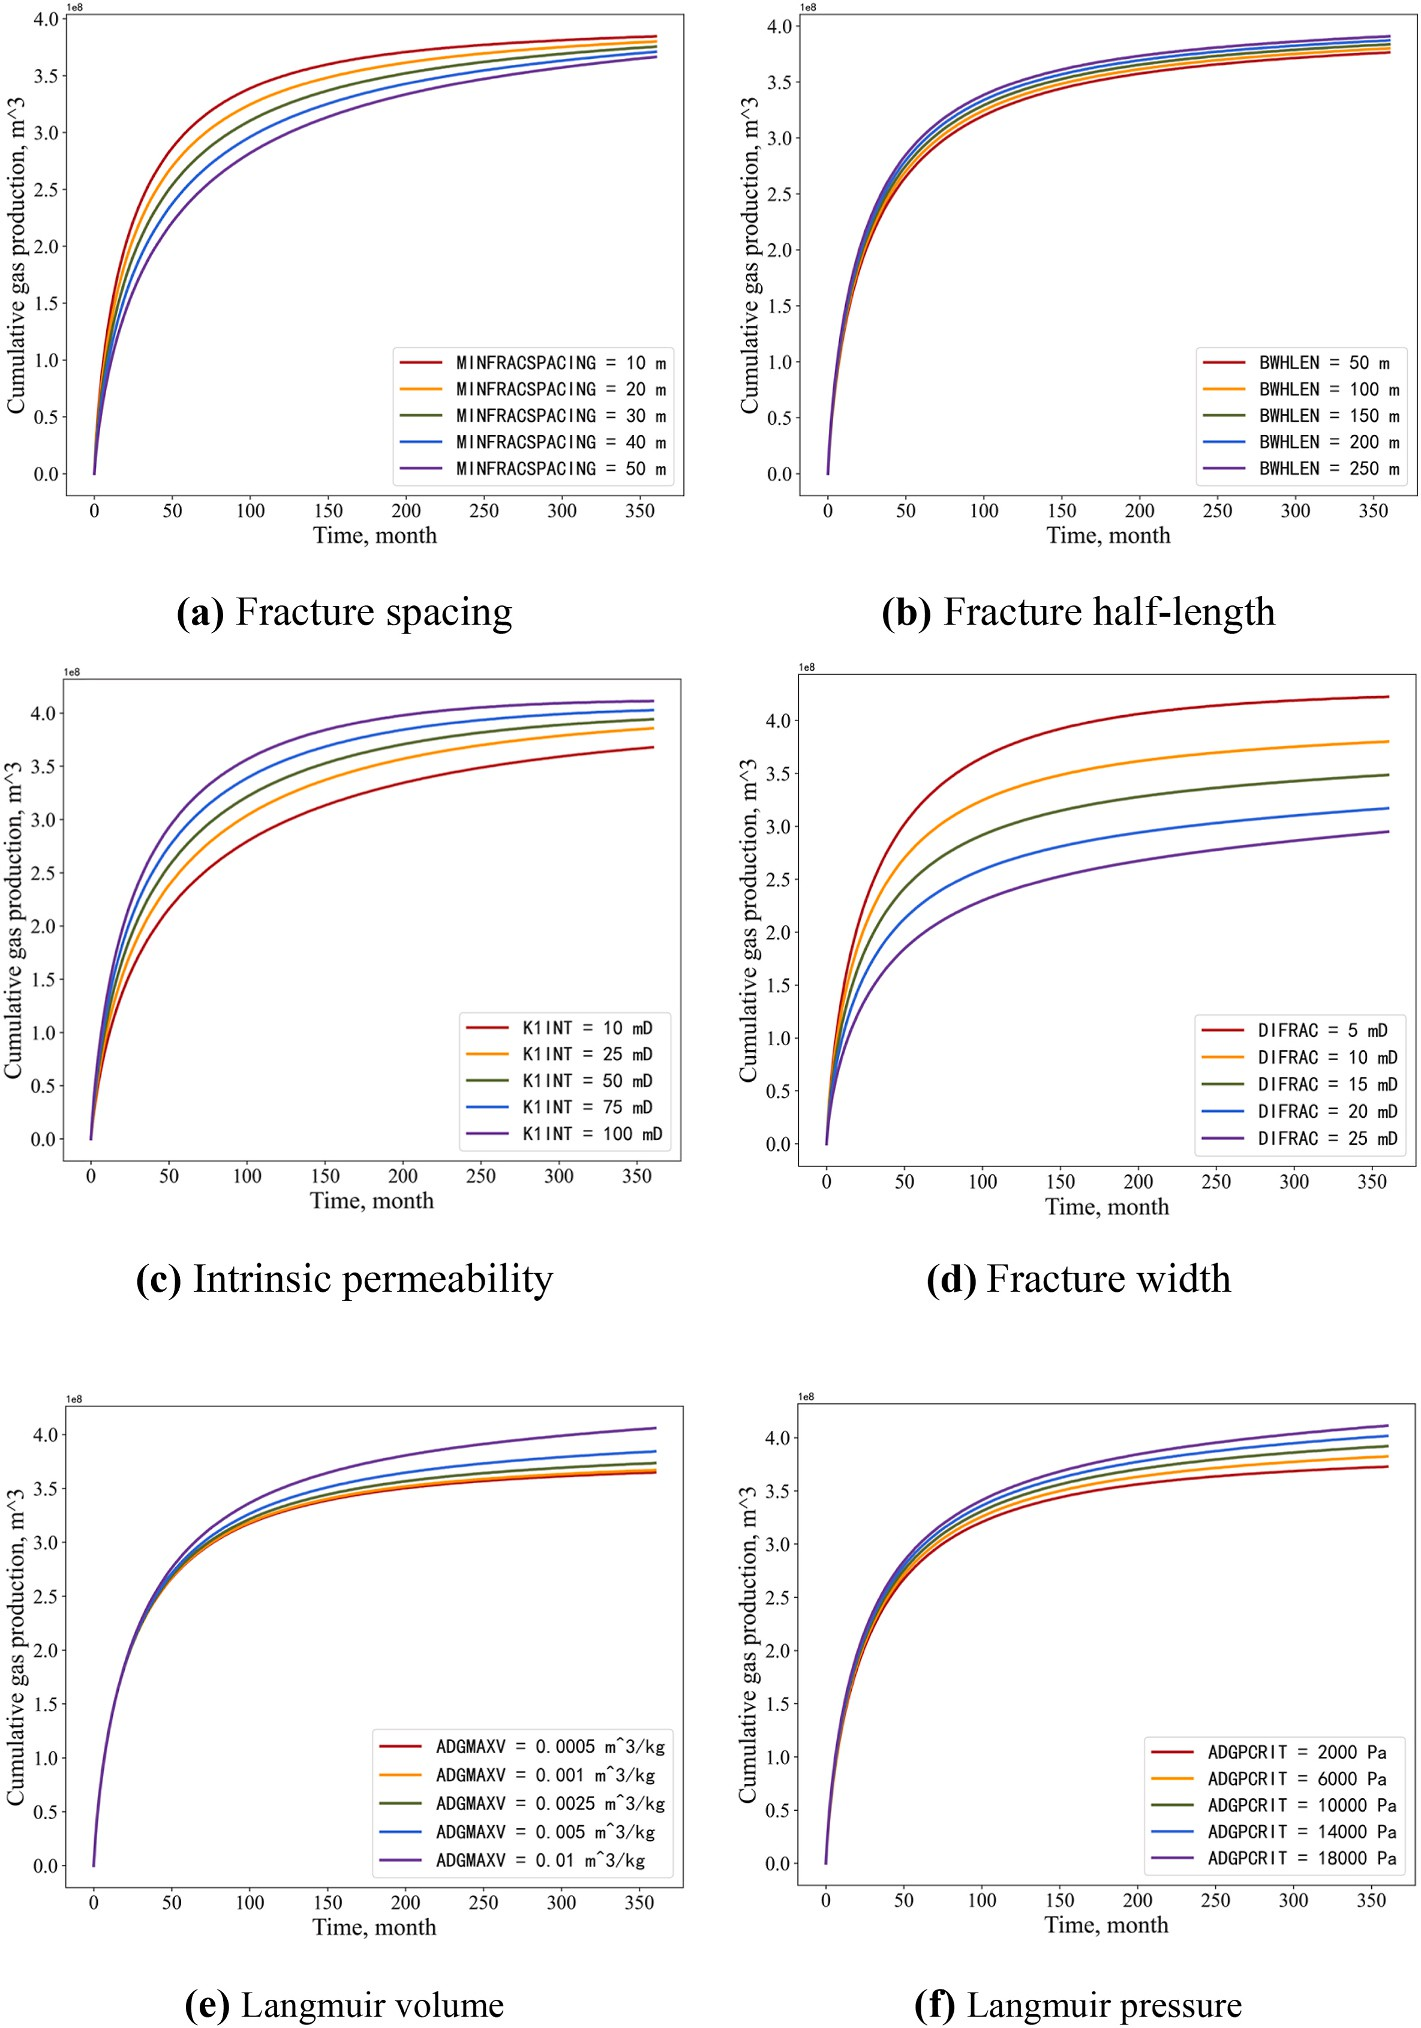 1e8
Cumulative gas production, m^3
4.0
3.5
3.0
2.5
2.0
1.5
1.0
0.5
0.0
MINFRACSPACING = 10 m
MINFRACSPACING = 20 m
MINFRACSPACING = 30 m
MINFRACSPACING = 40 m
MINFRACSPACING = 50 m
0 50 100 150 200 250 300 350
Time, month
(a) Fracture spacing
1e8
Cumulative gas production, m^3
4.0
3.5
3.0
2.5
2.0
1.5
1.0
0.5
0.0
BWHLEN = 50 m
BWHLEN = 100 m
BWHLEN = 150 m
BWHLEN = 200 m
BWHLEN = 250 m
0 50 100 150 200 250 300 350
Time, month
(b) Fracture half-length
1e8
Cumulative gas production, m^3
4.0
3.5
3.0
2.5
2.0
1.5
1.0
0.5
0.0
K1INT = 10 mD
K1INT = 25 mD
K1INT = 50 mD
K1INT = 75 mD
K1INT = 100 mD
0 50 100 150 200 250 300 350
Time, month
(c) Intrinsic permeability
1e8
Cumulative gas production, m^3
4.0
3.5
3.0
2.5
2.0
1.5
1.0
0.5
0.0
DIFRAC = 5 mD
DIFRAC = 10 mD
DIFRAC = 15 mD
DIFRAC = 20 mD
DIFRAC = 25 mD
0 50 100 150 200 250 300 350
Time, month
(d) Fracture width
1e8
Cumulative gas production, m^3
4.0
3.5
3.0
2.5
2.0
1.5
1.0
0.5
0.0
ADGMAXV = 0.0005 m^3/kg
ADGMAXV = 0.001 m^3/kg
ADGMAXV = 0.0025 m^3/kg
ADGMAXV = 0.005 m^3/kg
ADGMAXV = 0.01 m^3/kg
0 50 100 150 200 250 300 350
Time, month
(e) Langmuir volume
1e8
Cumulative gas production, m^3
4.0
3.5
3.0
2.5
2.0
1.5
1.0
0.5
0.0
ADGPCRIT = 2000 Pa
ADGPCRIT = 6000 Pa
ADGPCRIT = 10000 Pa
ADGPCRIT = 14000 Pa
ADGPCRIT = 18000 Pa
0 50 100 150 200 250 300 350
Time, month
(f) Langmuir pressure